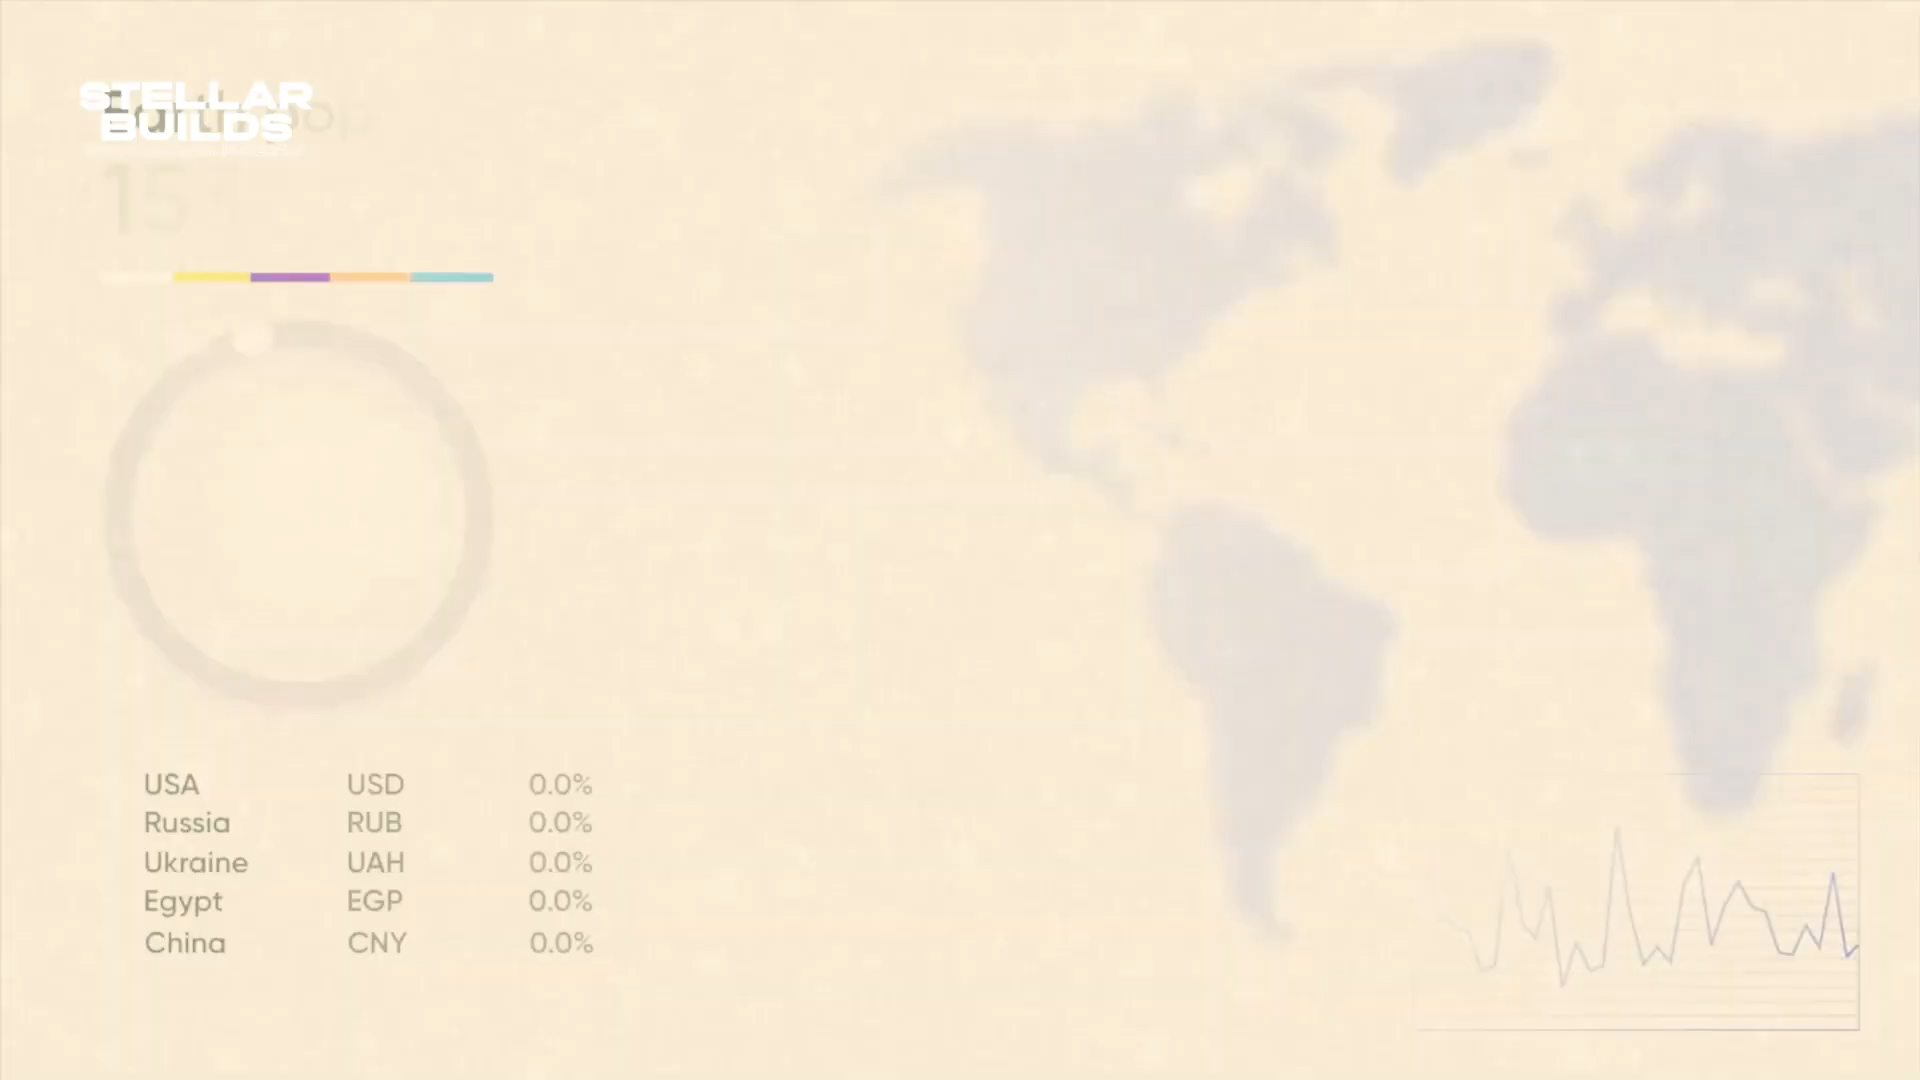 STELLAR
BUILDS
15
USA USD 0.0%
Russia RUB 0.0%
Ukraine UAH 0.0%
Egypt EGP 0.0%
China CNY 0.0%